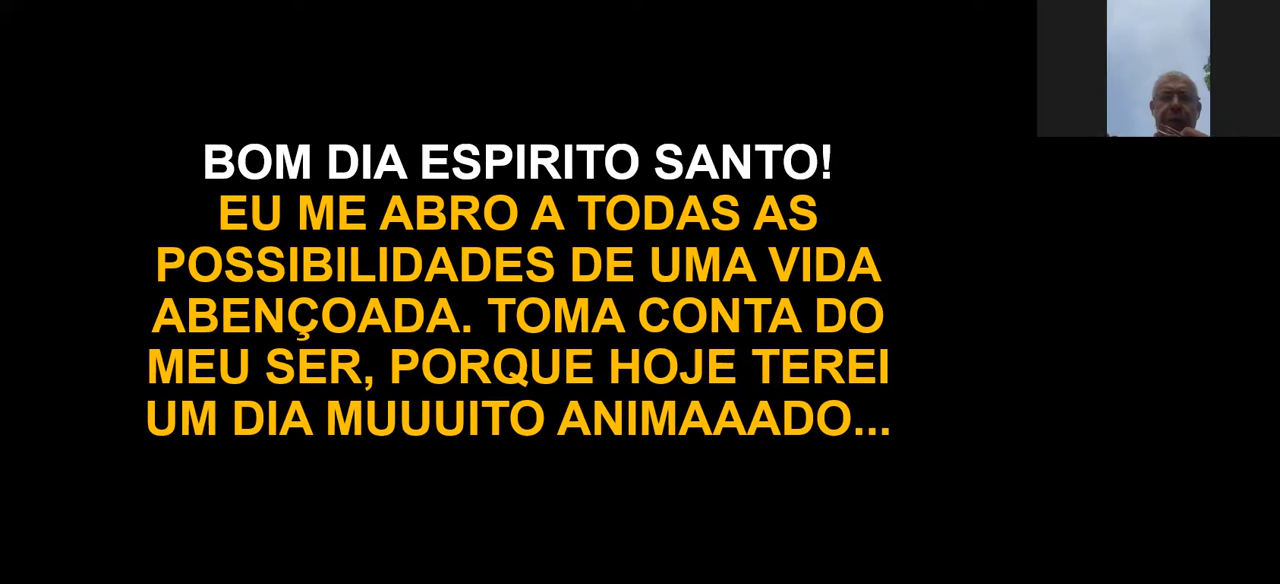 BOM DIA ESPIRITO SANTO!
EU ME ABRO A TODAS AS
POSSIBILIDADES DE UMA VIDA
ABENÇOADA. TOMA CONTA DO
MEU SER, PORQUE HOJE TEREI
UM DIA MUUUITO ANIMAAADO...